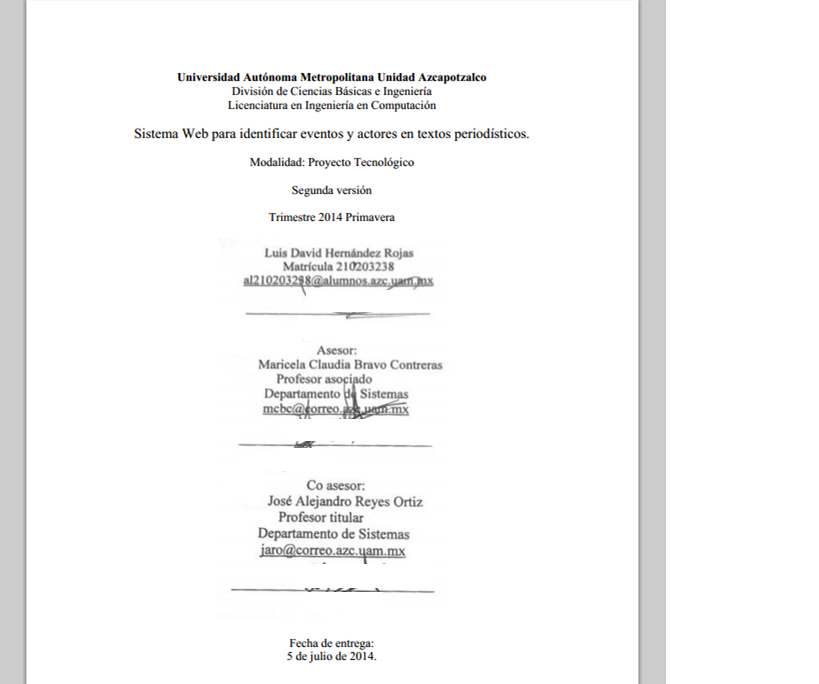 Universidad Autónoma Metropolitana Unidad Azcapotzalco
División de Ciencias Básicas e Ingeniería
Licenciatura en Ingeniería en Computación
Sistema Web para identificar eventos y actores en textos periodísticos.
Modalidad: Proyecto Tecnológico
Segunda versión
Trimestre 2014 Primavera
Luis David Hernández Rojas
Matrícula 210203238
al210203298@alumnos.azc.uam.mx
Asesor:
Maricela Claudia Bravo Contreras
Profesor asociado
Departamento de Sistemas
mcbc@correo.azc.uam.mx
Co asesor:
José Alejandro Reyes Ortiz
Profesor titular
Departamento de Sistemas
jaro@correo.azc.uam.mx
Fecha de entrega:
5 de julio de 2014.